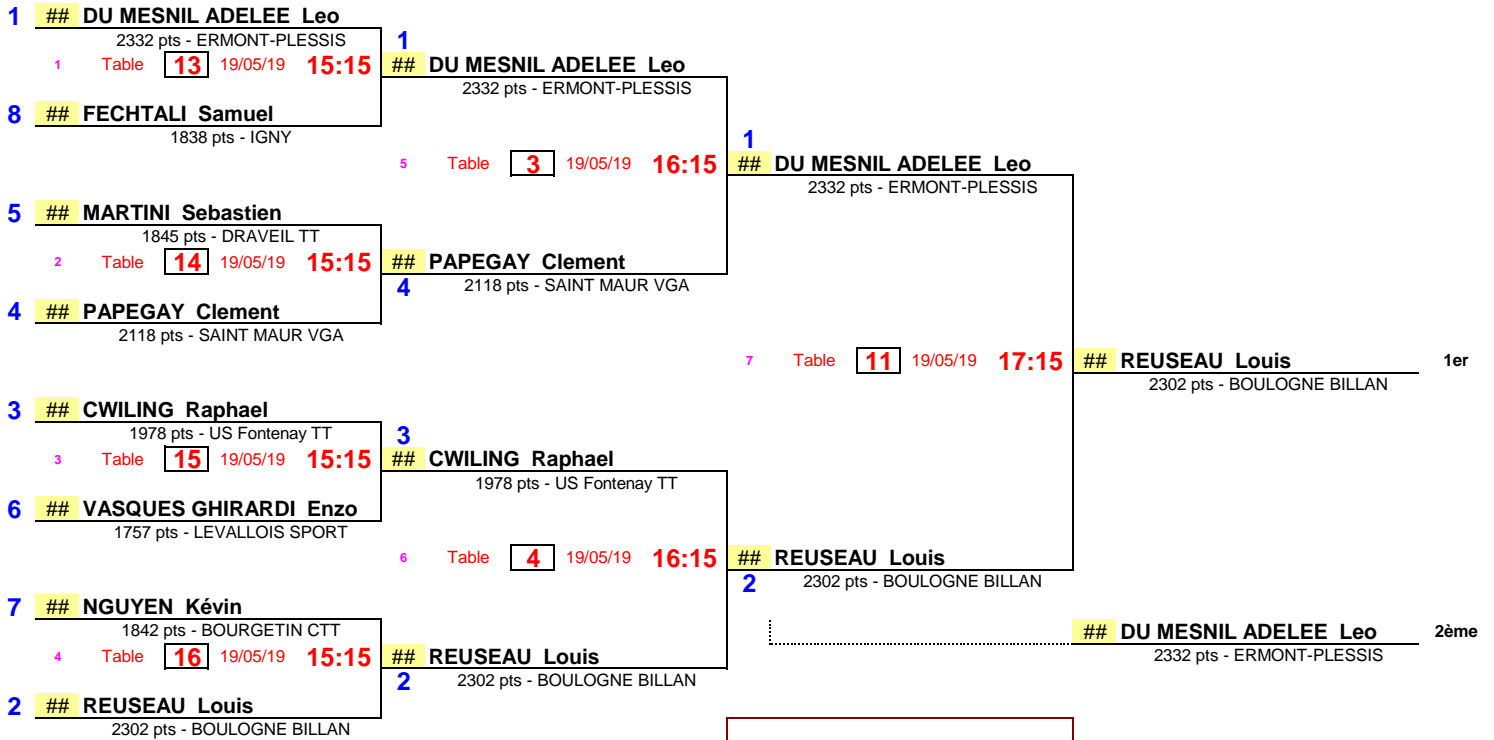 1 ## DU MESNIL ADELEE Leo
2332 pts - ERMONT-PLESSIS
1
1 Table 13 19/05/19 15:15 ## DU MESNIL ADELEE Leo
2332 pts - ERMONT-PLESSIS
8 ## FECHTALI Samuel
1838 pts - IGNY
1
5 Table 3 19/05/19 16:15 ## DU MESNIL ADELEE Leo
2332 pts - ERMONT-PLESSIS
5 ## MARTINI Sebastien
1845 pts - DRAVEIL TT
2 Table 14 19/05/19 15:15 ## PAPEGAY Clement
4 2118 pts - SAINT MAUR VGA
4 ## PAPEGAY Clement
2118 pts - SAINT MAUR VGA
7 Table 11 19/05/19 17:15 ## REUSEAU Louis 1er
2302 pts - BOULOGNE BILLAN
3 ## CWILING Raphael
1978 pts - US Fontenay TT
3
3 Table 15 19/05/19 15:15 ## CWILING Raphael
1978 pts - US Fontenay TT
6 ## VASQUES GHIRARDI Enzo
1757 pts - LEVALLOIS SPORT
6 Table 4 19/05/19 16:15 ## REUSEAU Louis
2 2302 pts - BOULOGNE BILLAN
7 ## NGUYEN Kévin
1842 pts - BOURGETIN CTT
## DU MESNIL ADELEE Leo 2ème
2332 pts - ERMONT-PLESSIS
4 Table 16 19/05/19 15:15 ## REUSEAU Louis
2 2302 pts - BOULOGNE BILLAN
2 ## REUSEAU Louis
2302 pts - BOULOGNE BILLAN